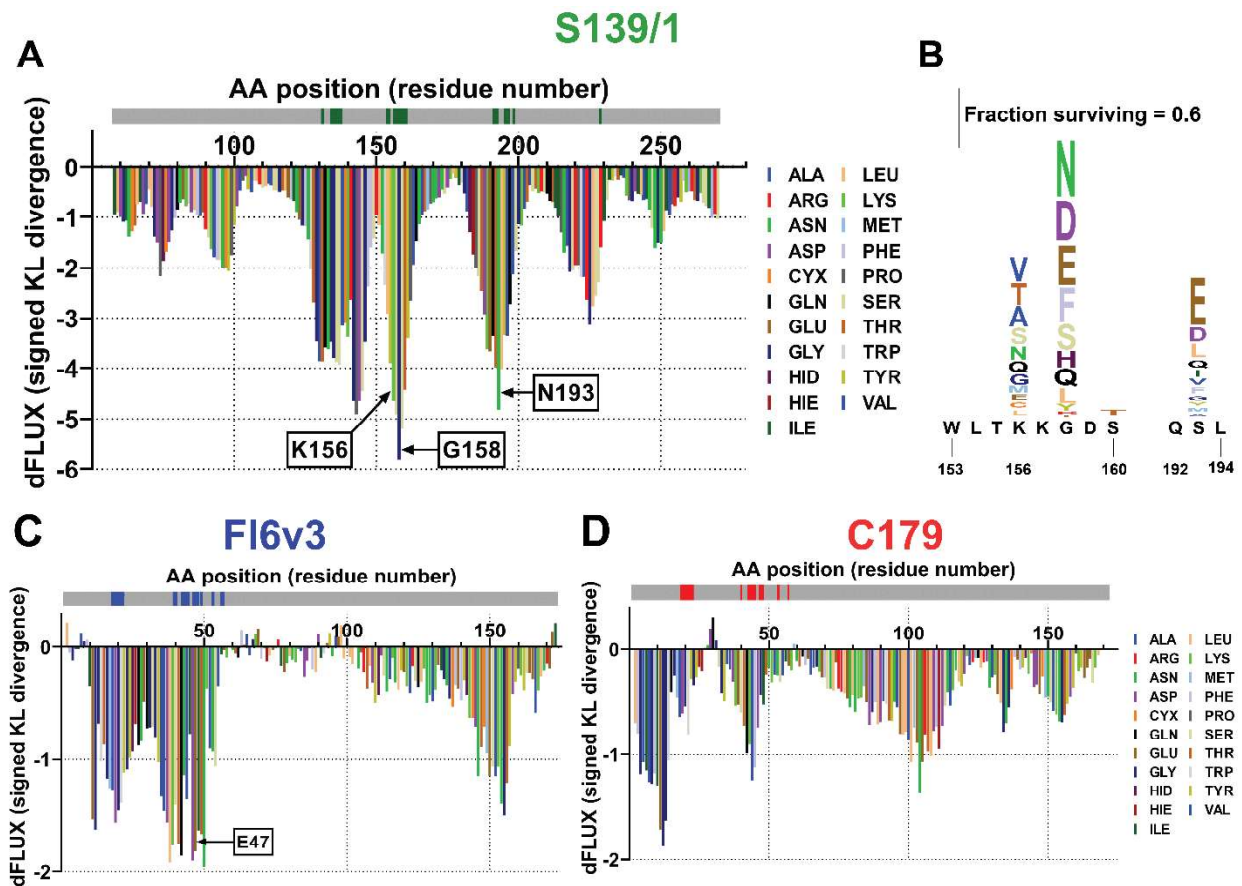 S139/1
A
AA position (residue number)
100 150 200 250
0
-1
-2
-3
-4
-5
-6
dFLUX (signed KL divergence)
K156
G158
N193
ALA LEU
ARG LYS
ASN MET
ASP PHE
CYX PRO
GLN SER
GLU THR
GLY TRP
HID TYR
HIE VAL
ILE
B
Fraction surviving = 0.6
V
T
A
S
N
Q
G
M
E
N
D
E
F
S
H
Q
L
Y
T
E
D
L
Q
I
V
F
W L T K K G D S Q S L
153 156 160 192 194
C
FI6v3
AA position (residue number)
50 100 150
0
-1
-2
dFLUX (signed KL divergence)
E47
D
C179
AA position (residue number)
50 100 150
0
-1
-2
dFLUX (signed KL divergence)
ALA LEU
ARG LYS
ASN MET
ASP PHE
CYX PRO
GLN SER
GLU THR
GLY TRP
HID TYR
HIE VAL
ILE